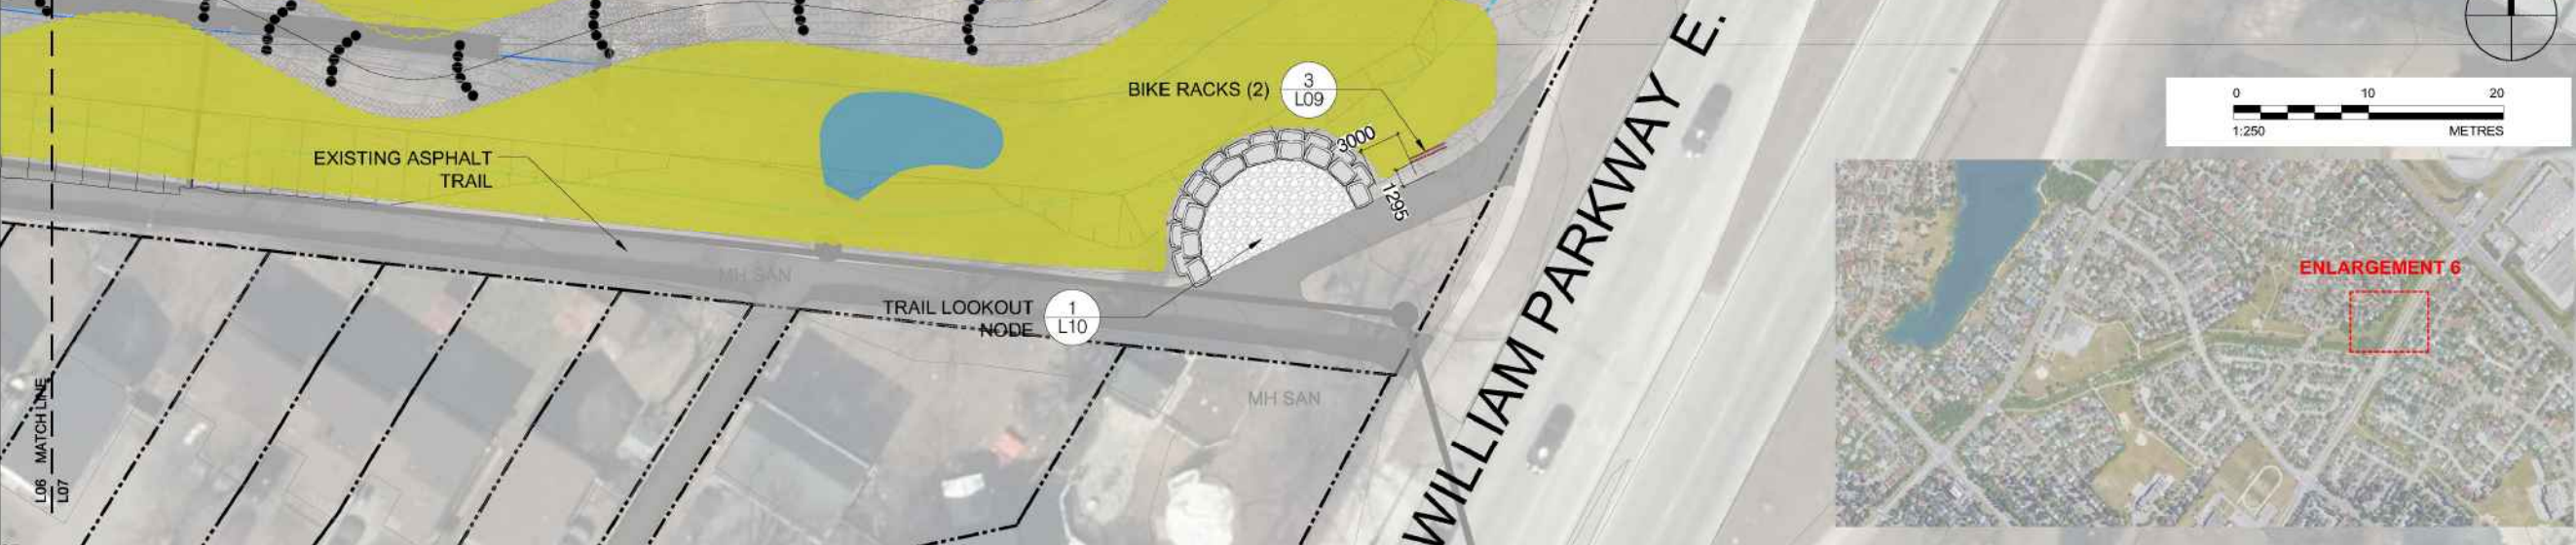 BIKE RACKS (2)
3
L09
3000
1295
EXISTING ASPHALT
TRAIL
MH SAN
TRAIL LOOKOUT
NODE
1
L10
MH SAN
WILLIAM PARKWAY E.
L06 MATCH LINE
L07
0 10 20
1:250 METRES
ENLARGEMENT 6